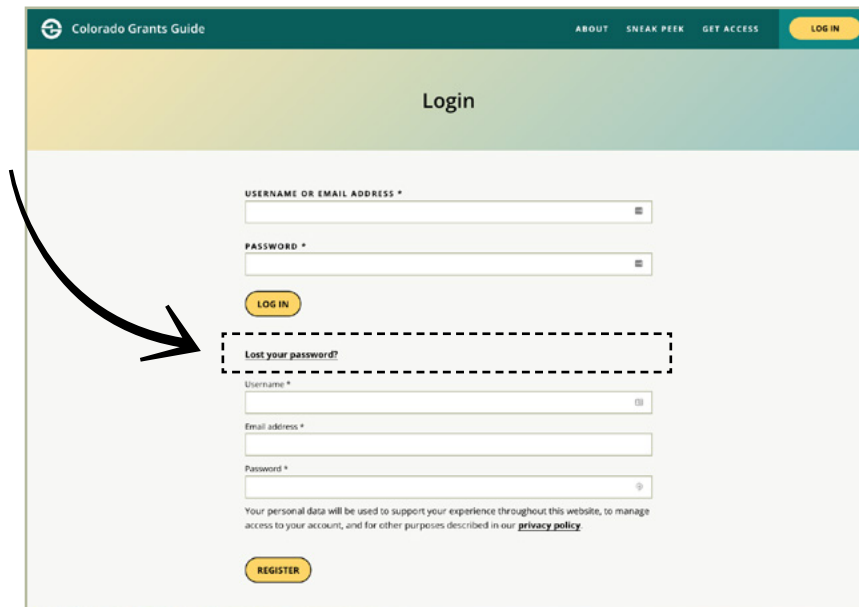 Colorado Grants Guide
ABOUT SNEAK PEEK GET ACCESS LOG IN
Login
USERNAME OR EMAIL ADDRESS *
PASSWORD *
LOG IN
Lost your password?
Username *
Email address *
Password *
Your personal data will be used to support your experience throughout this website, to manage
access to your account, and for other purposes described in our privacy policy.
REGISTER